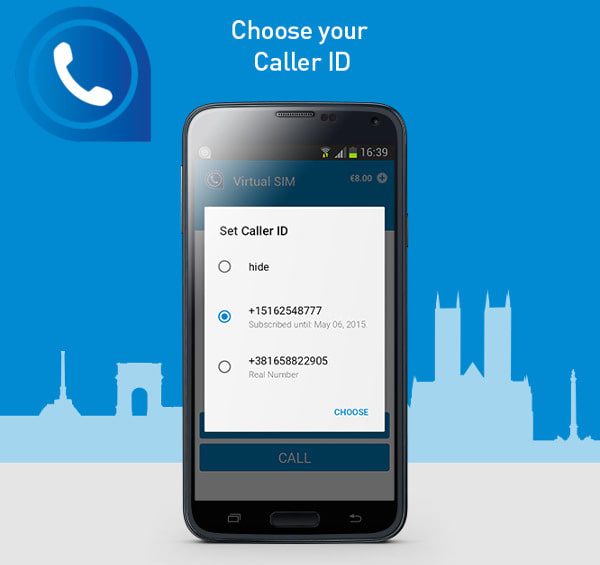 Choose your
Caller ID
16:39
Virtual SIM
€8.00
Set Caller ID
hide
+15162548777
Subscribed until: May 06, 2015.
+381658822905
Real Number
CHOOSE
CALL